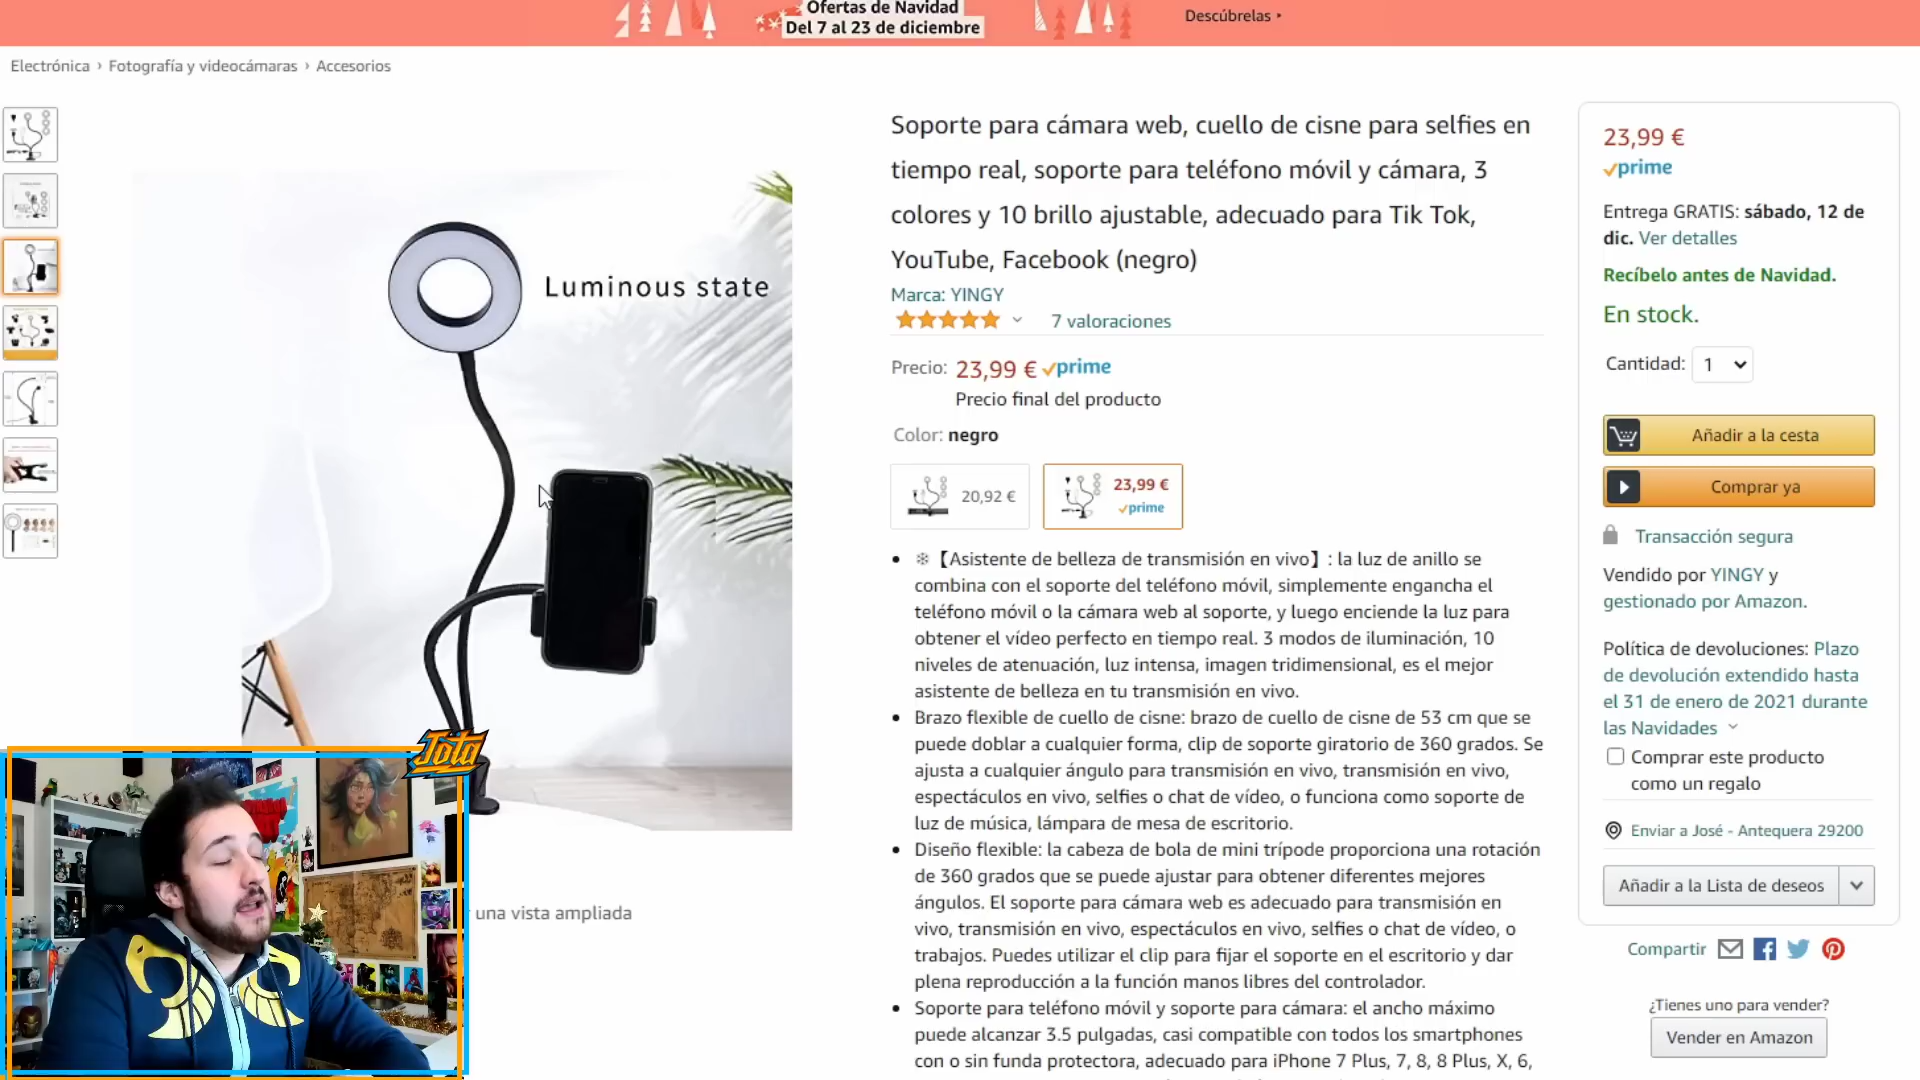 Ofertas de Navidad
Del 7 al 23 de diciembre
Descúbrelas ‣
Electrónica › Fotografía y videocámaras › Accesorios
Luminous state
una vista ampliada
Jota
Soporte para cámara web, cuello de cisne para selfies en
tiempo real, soporte para teléfono móvil y cámara, 3
colores y 10 brillo ajustable, adecuado para Tik Tok,
YouTube, Facebook (negro)
Marca: YINGY
7 valoraciones
Precio: 23,99 € prime
Precio final del producto
Color: negro
20,92 €
23,99 €
prime
❄【Asistente de belleza de transmisión en vivo】: la luz de anillo se
combina con el soporte del teléfono móvil, simplemente engancha el
teléfono móvil o la cámara web al soporte, y luego enciende la luz para
obtener el vídeo perfecto en tiempo real. 3 modos de iluminación, 10
niveles de atenuación, luz intensa, imagen tridimensional, es el mejor
asistente de belleza en tu transmisión en vivo.
Brazo flexible de cuello de cisne: brazo de cuello de cisne de 53 cm que se
puede doblar a cualquier forma, clip de soporte giratorio de 360 grados. Se
ajusta a cualquier ángulo para transmisión en vivo, transmisión en vivo,
espectáculos en vivo, selfies o chat de vídeo, o funciona como soporte de
luz de música, lámpara de mesa de escritorio.
Diseño flexible: la cabeza de bola de mini trípode proporciona una rotación
de 360 grados que se puede ajustar para obtener diferentes mejores
ángulos. El soporte para cámara web es adecuado para transmisión en
vivo, transmisión en vivo, espectáculos en vivo, selfies o chat de vídeo, o
trabajos. Puedes utilizar el clip para fijar el soporte en el escritorio y dar
plena reproducción a la función manos libres del controlador.
Soporte para teléfono móvil y soporte para cámara: el ancho máximo
puede alcanzar 3.5 pulgadas, casi compatible con todos los smartphones
con o sin funda protectora, adecuado para iPhone 7 Plus, 7, 8, 8 Plus, X, 6,
23,99 €
prime
Entrega GRATIS: sábado, 12 de
dic. Ver detalles
Recíbelo antes de Navidad.
En stock.
Cantidad: 1
Añadir a la cesta
Comprar ya
Transacción segura
Vendido por YINGY y
gestionado por Amazon.
Política de devoluciones: Plazo
de devolución extendido hasta
el 31 de enero de 2021 durante
las Navidades
Comprar este producto
como un regalo
Enviar a José - Antequera 29200
Añadir a la Lista de deseos
Compartir
¿Tienes uno para vender?
Vender en Amazon